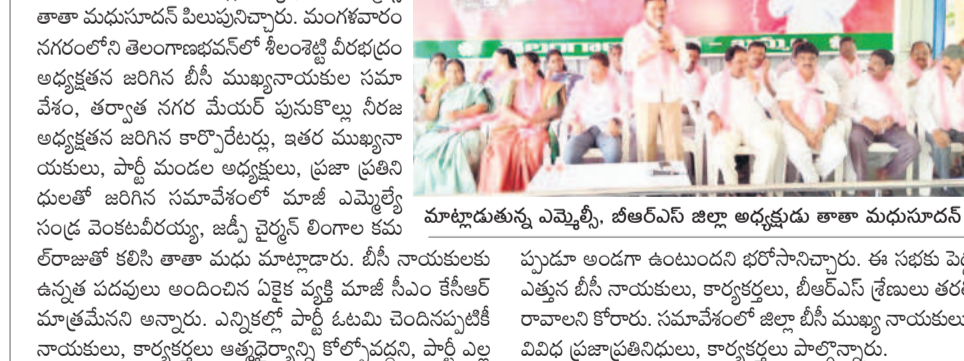 తాతా మధుసూదన్ పిలుపునిచ్చారు. మంగళవారం
నగరంలోని తెలంగాణభవన్‌లో శీలంశెట్టి వీరభద్రం
అధ్యక్షతన జరిగిన బీసీ ముఖ్యనాయకుల సమా
వేశం, తర్వాత నగర మేయర్ పునుకొల్లు నీరజ
అధ్యక్షతన జరిగిన కార్పొరేటర్లు, ఇతర ముఖ్యనా
యకులు, పార్టీ మండల అధ్యక్షులు, ప్రజా ప్రతిని
ధులతో జరిగిన సమావేశంలో మాజీ ఎమ్మెల్యే
సండ్ర వెంకటవీరయ్య, జడ్పీ చైర్మన్ లింగాల కమ
ల్‌రాజుతో కలిసి తాతా మధు మాట్లాడారు. బీసీ నాయకులకు
ఉన్నత పదవులు అందించిన ఏకైక వ్యక్తి మాజీ సీఎం కేసీఆర్
మాత్రమేనని అన్నారు. ఎన్నికల్లో పార్టీ ఓటమి చెందినప్పటికీ
నాయకులు, కార్యకర్తలు ఆత్మధైర్యాన్ని కోల్పోవద్దని, పార్టీ ఎల్ల
మాట్లాడుతున్న ఎమ్మెల్సీ, బీఆర్ఎస్ జిల్లా అధ్యక్షుడు తాతా మధుసూదన్
ప్పుడూ అండగా ఉంటుందని భరోసానిచ్చారు. ఈ సభకు పెద్ద
ఎత్తున బీసీ నాయకులు, కార్యకర్తలు, బీఆర్ఎస్ శ్రేణులు తరలి
రావాలని కోరారు. సమావేశంలో జిల్లా బీసీ ముఖ్య నాయకులు,
వివిధ ప్రజాప్రతినిధులు, కార్యకర్తలు పాల్గొన్నారు.